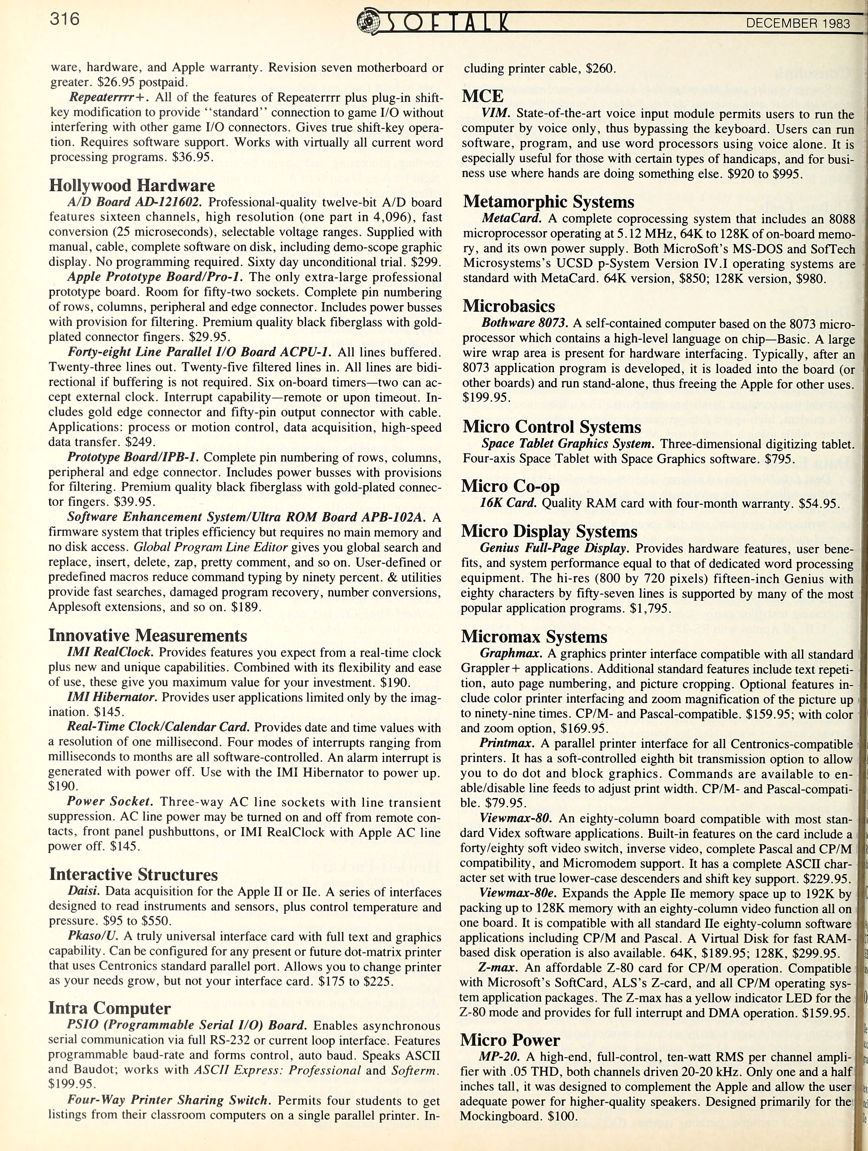 316
SOFTALK
DECEMBER 1983
ware, hardware, and Apple warranty. Revision seven motherboard or
greater. $26.95 postpaid.
Repeaterrrr+. All of the features of Repeaterrr plus plug-in shift-
key modification to provide "standard" connection to game I/O without
interfering with other game I/O connectors. Gives true shift-key opera-
tion. Requires software support. Works with virtually all current word
processing programs. $36.95.
Hollywood Hardware
A/D Board AD-121602. Professional-quality twelve-bit A/D board
features sixteen channels, high resolution (one part in 4,096), fast
conversion (25 microseconds), selectable voltage ranges. Supplied with
manual, cable, complete software on disk, including demo-scope graphic
display. No programming required. Sixty day unconditional trial. $299.
Apple Prototype Board/Pro-1. The only extra-large professional
prototype board. Room for fifty-two sockets. Complete pin numbering
of rows, columns, peripheral and edge connector. Includes power busses
with provision for filtering. Premium quality black fiberglass with gold-
plated connector fingers. $29.95.
Forty-eight Line Parallel I/O Board ACPU-1. All lines buffered.
Twenty-three lines out. Twenty-five filtered lines in. All lines are bidi-
rectional if buffering is not required. Six on-board timers—two can ac-
cept external clock. Interrupt capability—remote or upon timeout. In-
cludes gold edge connector and fifty-pin output connector with cable.
Applications: process or motion control, data acquisition, high-speed
data transfer. $249.
Prototype Board/IPB-1. Complete pin numbering of rows, columns,
peripheral and edge connector. Includes power busses with provisions
for filtering. Premium quality black fiberglass with gold-plated connec-
tor fingers. $39.95.
Software Enhancement System/Ultra ROM Board APB-102A. A
firmware system that triples efficiency but requires no main memory and
no disk access. Global Program Line Editor gives you global search and
replace, insert, delete, zap, pretty comment, and so on. User-defined or
predefined macros reduce command typing by ninety percent. & utilities
provide fast searches, damaged program recovery, number conversions,
Applesoft extensions, and so on. $189.
Innovative Measurements
IMI RealClock. Provides features you expect from a real-time clock
plus new and unique capabilities. Combined with its flexibility and ease
of use, these give you maximum value for your investment. $190.
IMI Hibernator. Provides user applications limited only by the imag-
ination. $145.
Real-Time Clock/Calendar Card. Provides date and time values with
a resolution of one millisecond. Four modes of interrupts ranging from
milliseconds to months are all software-controlled. An alarm interrupt is
generated with power off. Use with the IMI Hibernator to power up.
$190.
Power Socket. Three-way AC line sockets with line transient
suppression. AC line power may be turned on and off from remote con-
tacts, front panel pushbuttons, or IMI RealClock with Apple AC line
power off. $145.
Interactive Structures
Daisi. Data acquisition for the Apple II or IIe. A series of interfaces
designed to read instruments and sensors, plus control temperature and
pressure. $95 to $550.
Pkaso/U. A truly universal interface card with full text and graphics
capability. Can be configured for any present or future dot-matrix printer
that uses Centronics standard parallel port. Allows you to change printer
as your needs grow, but not your interface card. $175 to $225.
Intra Computer
PSIO (Programmable Serial I/O) Board. Enables asynchronous
serial communication via full RS-232 or current loop interface. Features
programmable baud-rate and forms control, auto baud. Speaks ASCII
and Baudot; works with ASCII Express: Professional and Softerm.
$199.95.
Four-Way Printer Sharing Switch. Permits four students to get
listings from their classroom computers on a single parallel printer. In-
cluding printer cable, $260.
MCE
VIM. State-of-the-art voice input module permits users to run the
computer by voice only, thus bypassing the keyboard. Users can run
software, program, and use word processors using voice alone. It is
especially useful for those with certain types of handicaps, and for busi-
ness use where hands are doing something else. $920 to $995.
Metamorphic Systems
MetaCard. A complete coprocessing system that includes an 8088
microprocessor operating at 5.12 MHz, 64K to 128K of on-board memo-
ry, and its own power supply. Both MicroSoft's MS-DOS and SofTech
Microsystems's UCSD p-System Version IV.I operating systems are
standard with MetaCard. 64K version, $850; 128K version, $980.
Microbasics
Bothware 8073. A self-contained computer based on the 8073 micro-
processor which contains a high-level language on chip—Basic. A large
wire wrap area is present for hardware interfacing. Typically, after an
8073 application program is developed, it is loaded into the board (or
other boards) and run stand-alone, thus freeing the Apple for other uses.
$199.95.
Micro Control Systems
Space Tablet Graphics System. Three-dimensional digitizing tablet.
Four-axis Space Tablet with Space Graphics software. $795.
Micro Co-op
16K Card. Quality RAM card with four-month warranty. $54.95.
Micro Display Systems
Genius Full-Page Display. Provides hardware features, user bene-
fits, and system performance equal to that of dedicated word processing
equipment. The hi-res (800 by 720 pixels) fifteen-inch Genius with
eighty characters by fifty-seven lines is supported by many of the most
popular application programs. $1,795.
Micromax Systems
Graphmax. A graphics printer interface compatible with all standard
Grappler+ applications. Additional standard features include text repeti-
tion, auto page numbering, and picture cropping. Optional features in-
clude color printer interfacing and zoom magnification of the picture up
to ninety-nine times. CP/M- and Pascal-compatible. $159.95; with color
and zoom option, $169.95.
Printmax. A parallel printer interface for all Centronics-compatible
printers. It has a soft-controlled eighth bit transmission option to allow
you to do dot and block graphics. Commands are available to en-
able/disable line feeds to adjust print width. CP/M- and Pascal-compati-
ble. $79.95.
Viewmax-80. An eighty-column board compatible with most stan-
dard Videx software applications. Built-in features on the card include a
forty/eighty soft video switch, inverse video, complete Pascal and CP/M
compatibility, and Micromodem support. It has a complete ASCII char-
acter set with true lower-case descenders and shift key support. $229.95.
Viewmax-80e. Expands the Apple IIe memory space up to 192K by
packing up to 128K memory with an eighty-column video function all on
one board. It is compatible with all standard IIe eighty-column software
applications including CP/M and Pascal. A Virtual Disk for fast RAM-
based disk operation is also available. 64K, $189.95; 128K, $299.95.
Z-max. An affordable Z-80 card for CP/M operation. Compatible
with Microsoft's SoftCard, ALS's Z-card, and all CP/M operating sys-
tem application packages. The Z-max has a yellow indicator LED for the
Z-80 mode and provides for full interrupt and DMA operation. $159.95.
Micro Power
MP-20. A high-end, full-control, ten-watt RMS per channel ampli-
fier with .05 THD, both channels driven 20-20 kHz. Only one and a half
inches tall, it was designed to complement the Apple and allow the user
adequate power for higher-quality speakers. Designed primarily for the
Mockingboard. $100.